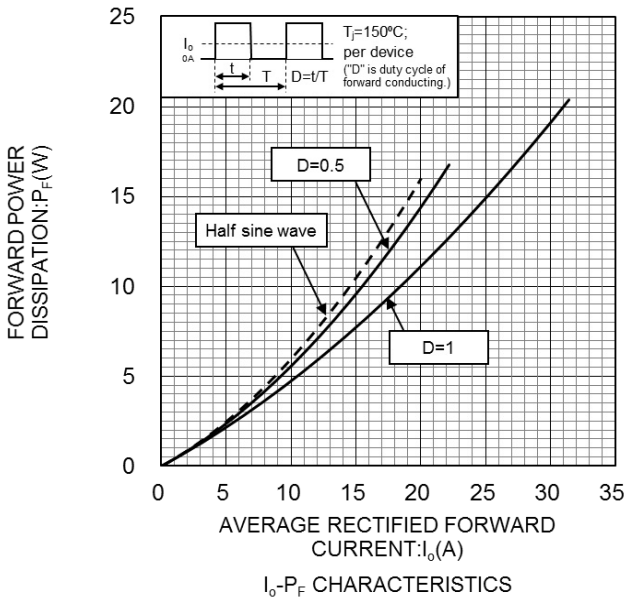 25
20
15
10
5
0
FORWARD POWER
DISSIPATION:PF(W)
Io
0A
t
T
D=t/T
Tj=150ºC;
per device
("D" is duty cycle of
forward conducting.)
D=0.5
Half sine wave
D=1
0 5 10 15 20 25 30 35
AVERAGE RECTIFIED FORWARD
CURRENT:Io(A)
Io-PF CHARACTERISTICS